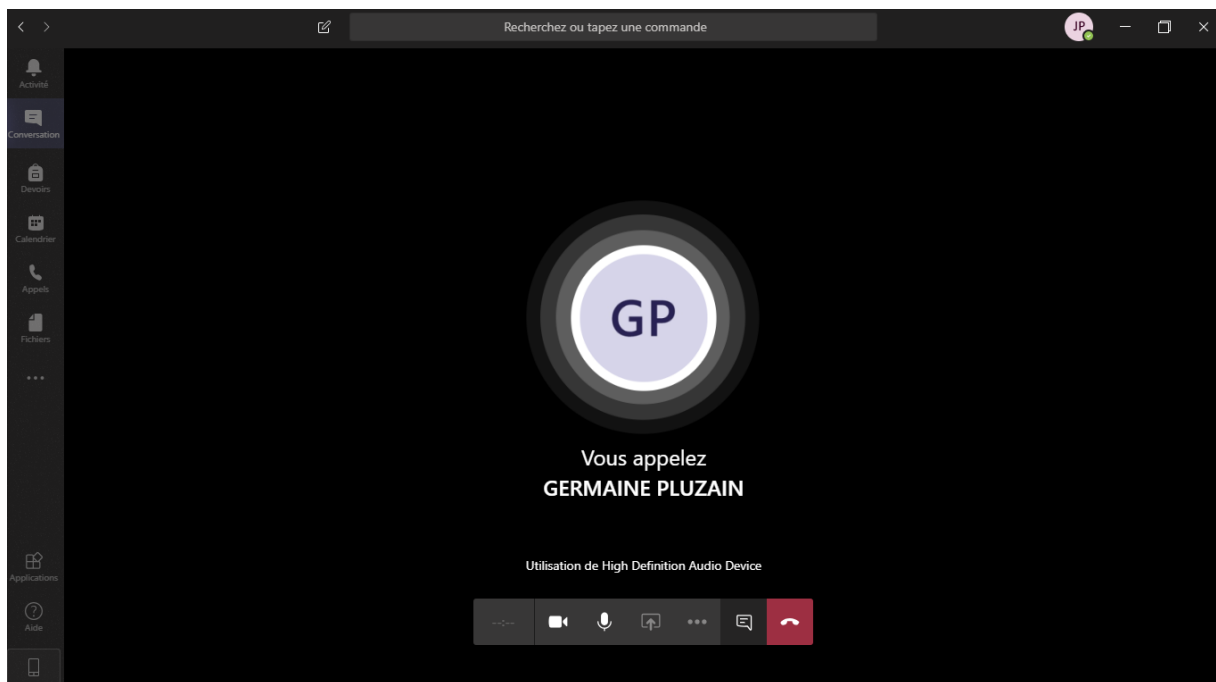 Recherchez ou tapez une commande
JP
Activité
Conversation
Devoirs
Calendrier
Appels
Fichiers
GP
Vous appelez
GERMAINE PLUZAIN
Utilisation de High Definition Audio Device
--:--
Applications
Aide